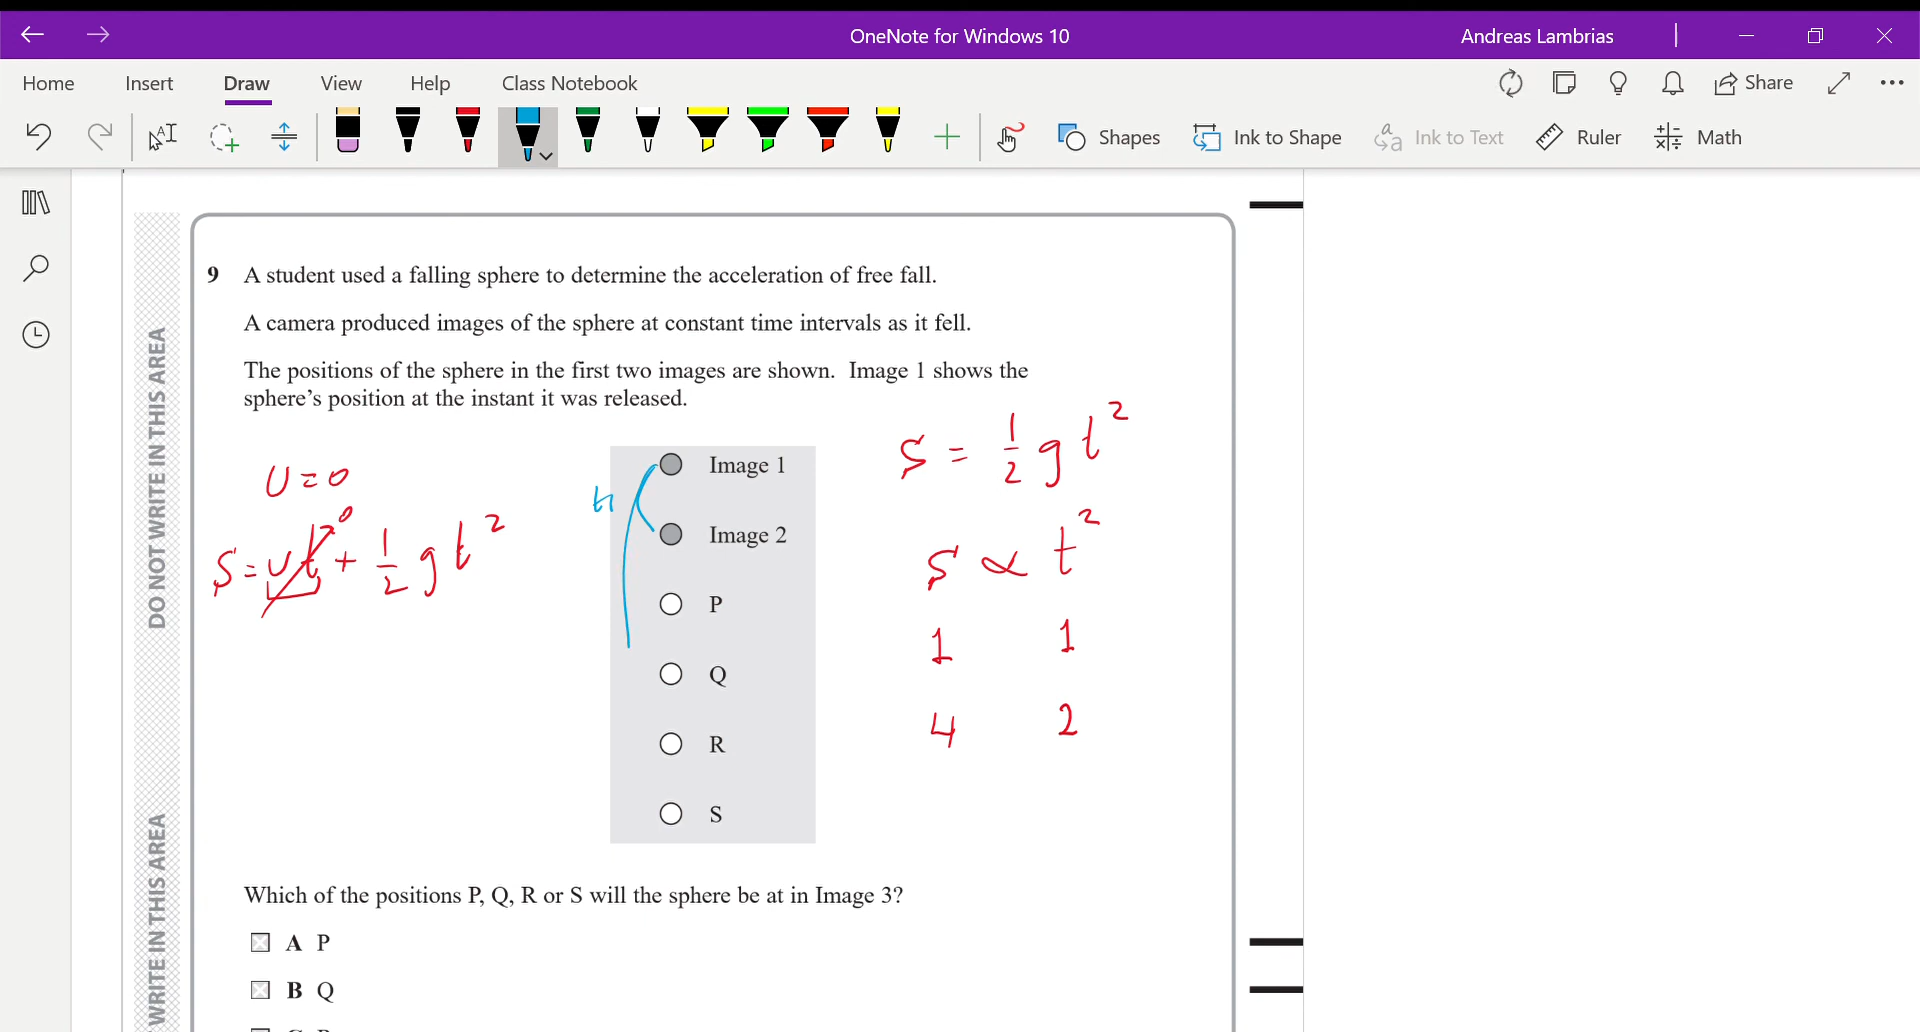 OneNote for Windows 10
Andreas Lambrias
Home Insert Draw View Help Class Notebook
Share
Shapes Ink to Shape Ink to Text Ruler Math
DO NOT WRITE IN THIS AREA
WRITE IN THIS AREA
9 A student used a falling sphere to determine the acceleration of free fall.
A camera produced images of the sphere at constant time intervals as it fell.
The positions of the sphere in the first two images are shown. Image 1 shows the
sphere's position at the instant it was released.
U = 0
S = ut + 1/2 g t²
0
h
Image 1
Image 2
P
Q
R
S
S = 1/2 g t²
S ∝ t²
1 1
4 2
Which of the positions P, Q, R or S will the sphere be at in Image 3?
A P
B Q